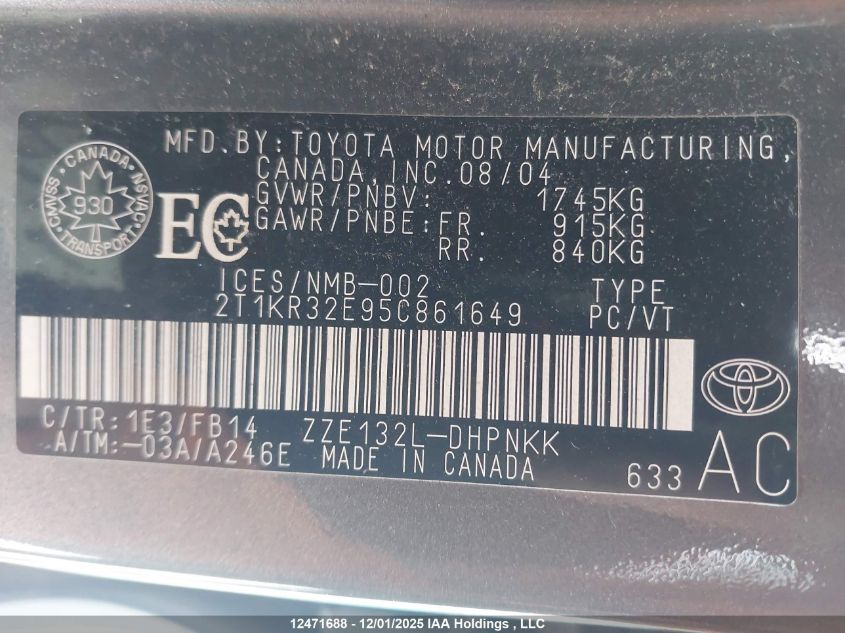 MFD.BY:TOYOTA MOTOR MANUFACTURING,
CANADA,INC.08/04
GVWR/PNBV: 1745KG
GAWR/PNBE:FR. 915KG
RR. 840KG
CANADA
CMVSS 930 NSVAC
TRANSPORT
EC
ICES/NMB-002 TYPE
2T1KR32E95C861649 PC/VT
C/TR:1E3/FB14 ZZE132L-DHPNKK
A/TM:-03A/A246E MADE IN CANADA
633 AC
12471688 - 12/01/2025 IAA Holdings , LLC